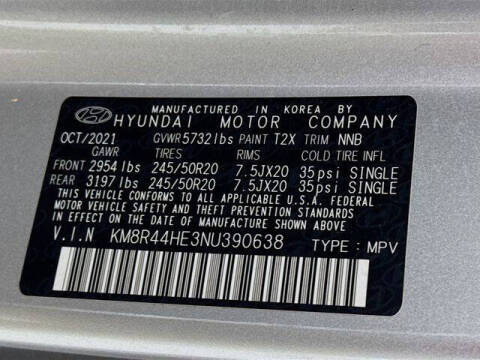 MANUFACTURED IN KOREA BY
HYUNDAI MOTOR COMPANY
OCT/2021 GVWR 5732lbs PAINT T2X TRIM NNB
GAWR TIRES RIMS COLD TIRE INFL
FRONT 2954lbs 245/50R20 7.5JX20 35psi SINGLE
REAR 3197lbs 245/50R20 7.5JX20 35psi SINGLE
THIS VEHICLE CONFORMS TO ALL APPLICABLE U.S.A. FEDERAL
MOTOR VEHICLE SAFETY AND THEFT PREVENTION STANDARDS
IN EFFECT ON THE DATE OF MANUFACTURE SHOWN ABOVE.
V.I.N KM8R44HE3NU390638 TYPE : MPV